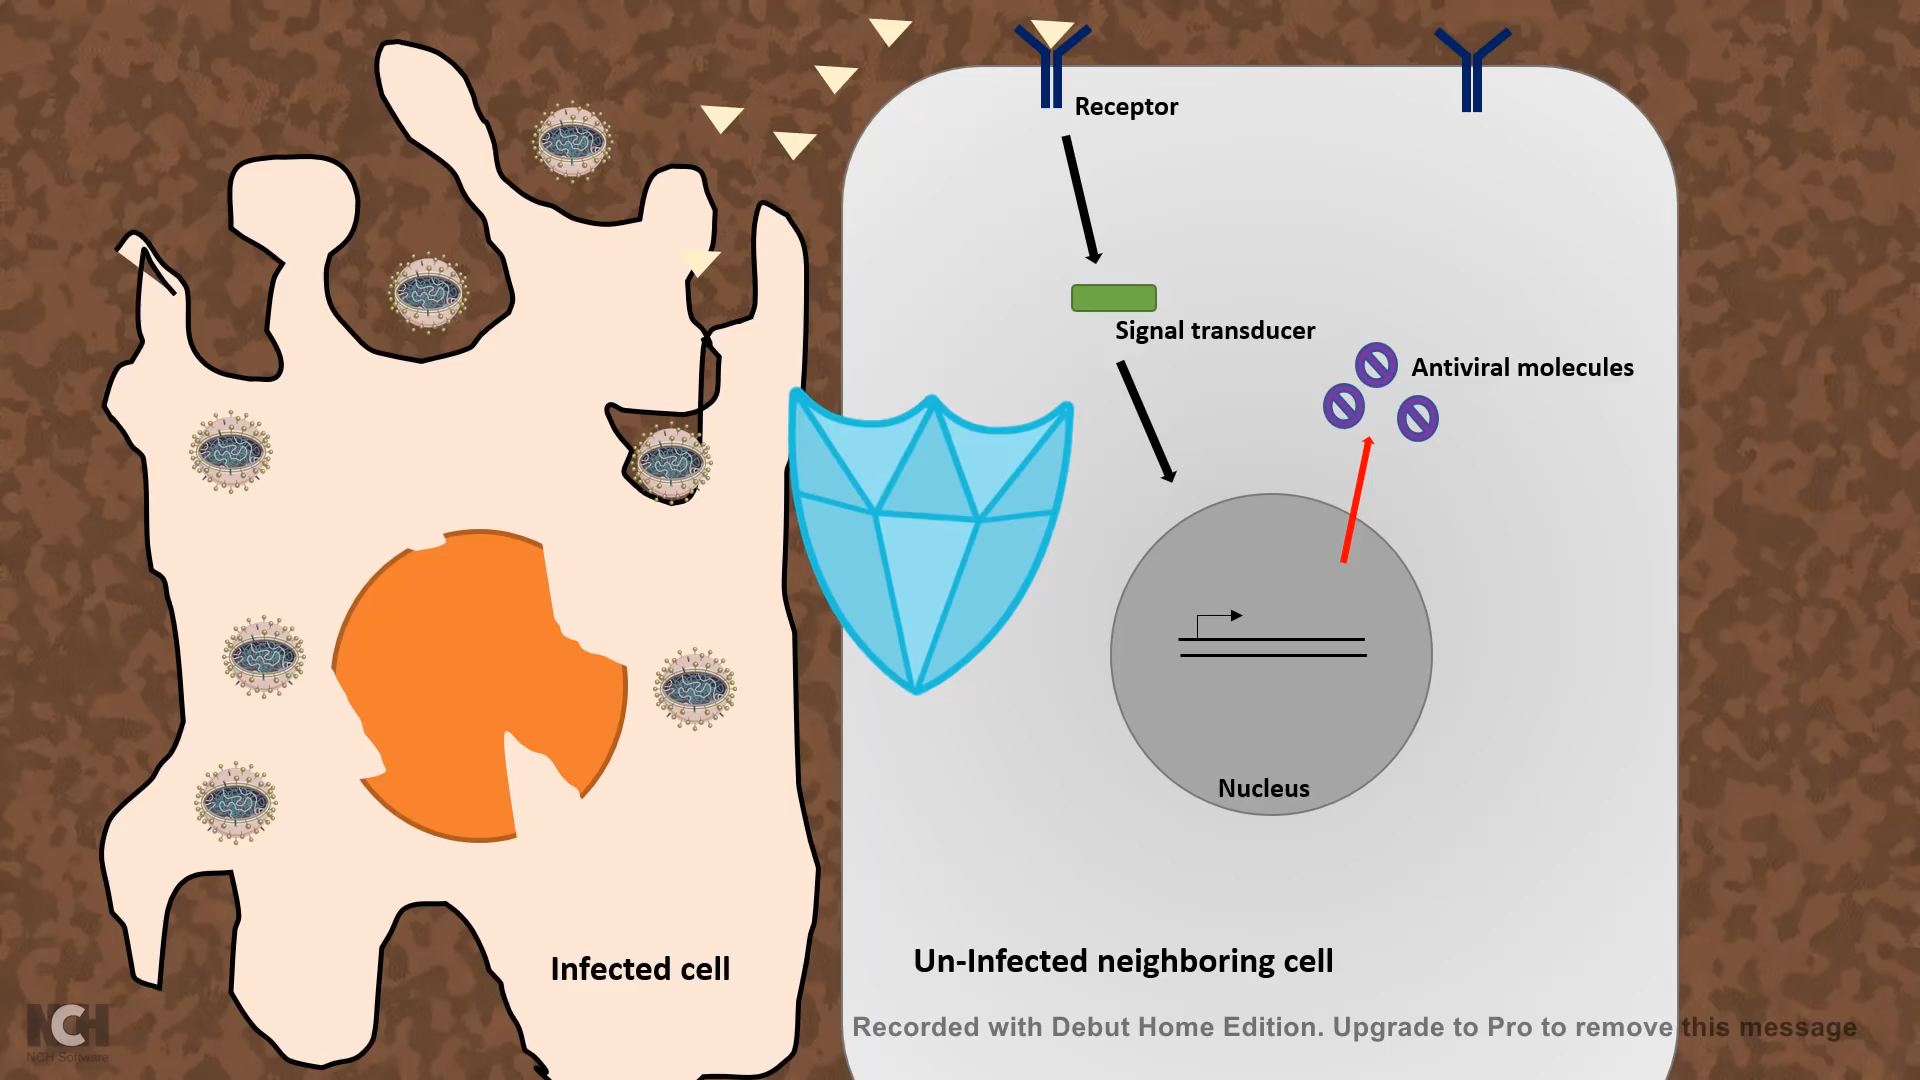 Receptor
Signal transducer
Antiviral molecules
Nucleus
Infected cell
Un-Infected neighboring cell
NCH
NCH Software
Recorded with Debut Home Edition. Upgrade to Pro to remove this message